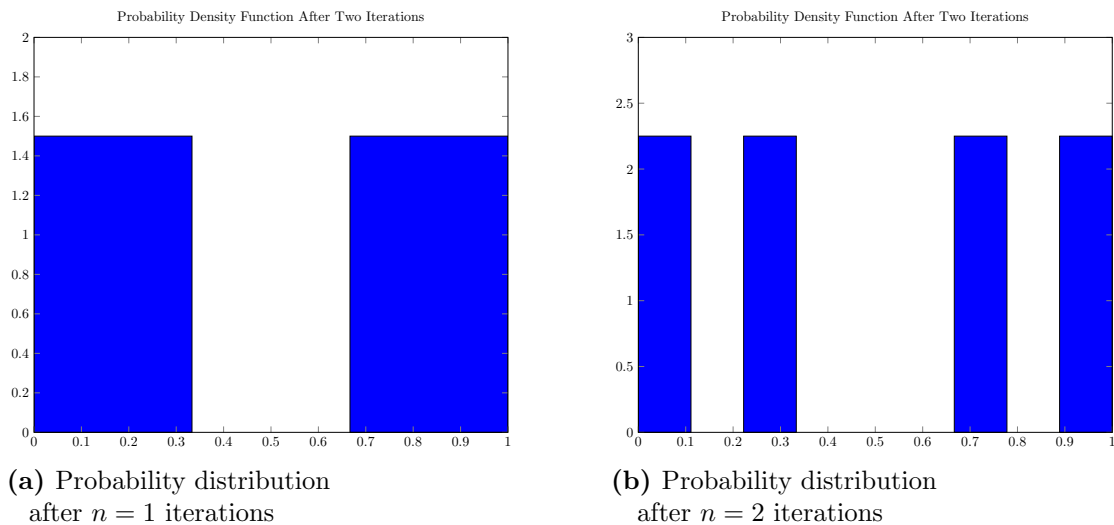 Probability Density Function After Two Iterations
2
1.8
1.6
1.4
1.2
1
0.8
0.6
0.4
0.2
0
0 0.1 0.2 0.3 0.4 0.5 0.6 0.7 0.8 0.9 1
(a) Probability distribution
after n = 1 iterations
Probability Density Function After Two Iterations
3
2.5
2
1.5
1
0.5
0
0 0.1 0.2 0.3 0.4 0.5 0.6 0.7 0.8 0.9 1
(b) Probability distribution
after n = 2 iterations